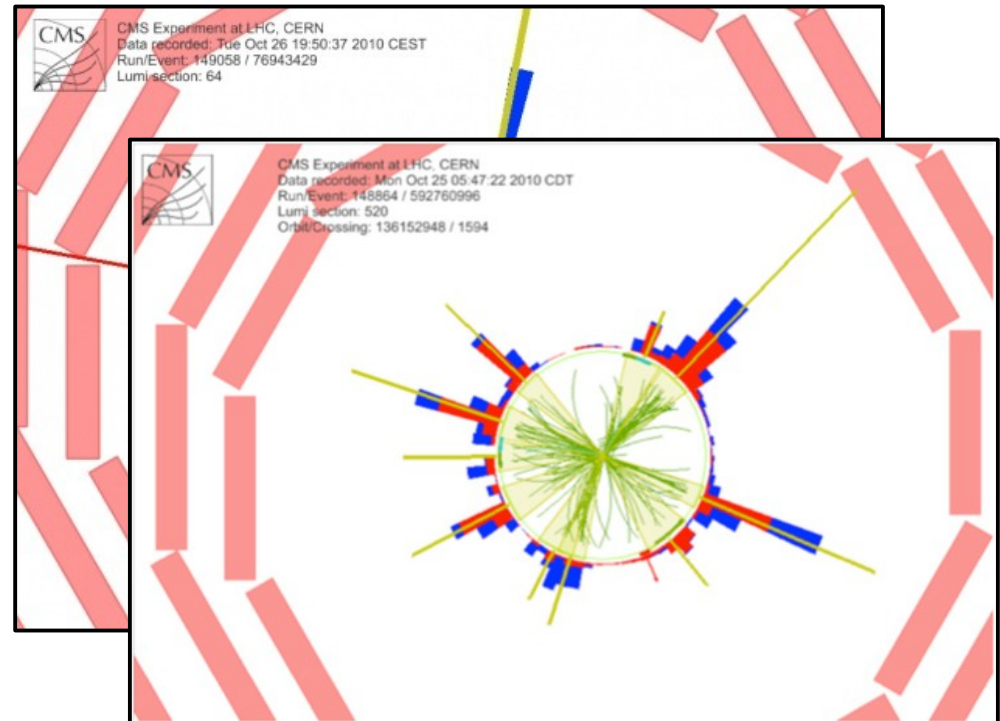 CMS
CMS Experiment at LHC, CERN
Data recorded: Tue Oct 26 19:50:37 2010 CEST
Run/Event: 149058 / 76943429
Lumi section: 64
CMS
CMS Experiment at LHC, CERN
Data recorded: Mon Oct 25 05:47:22 2010 CDT
Run/Event: 148864 / 592760996
Lumi section: 520
Orbit/Crossing: 136152948 / 1594